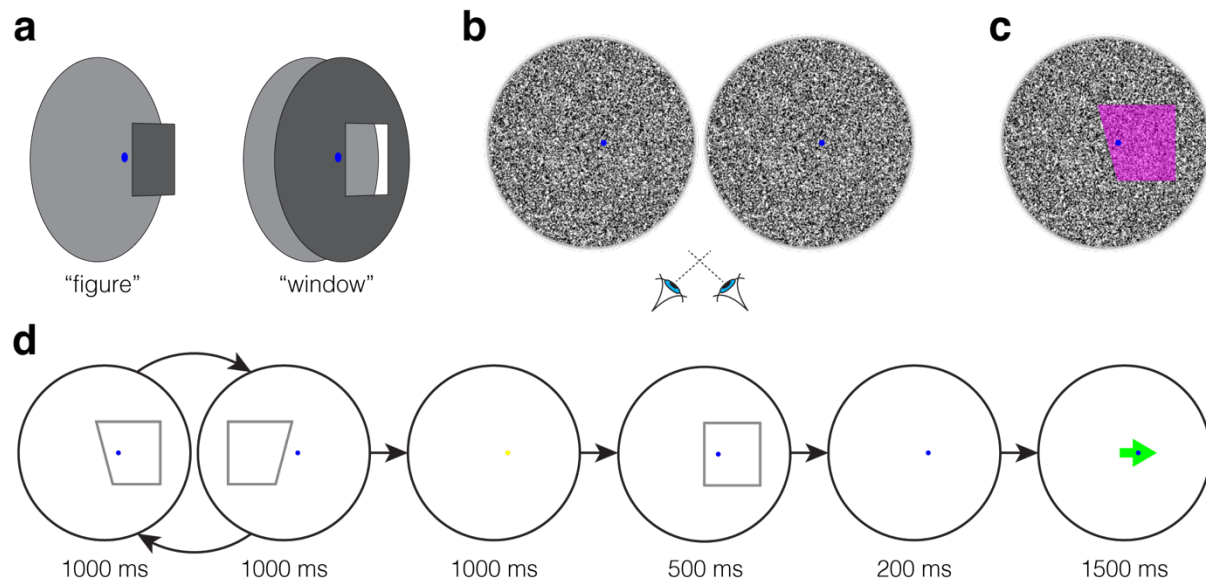 a
b
c
“figure”
“window”
d
1000 ms
1000 ms
1000 ms
500 ms
200 ms
1500 ms